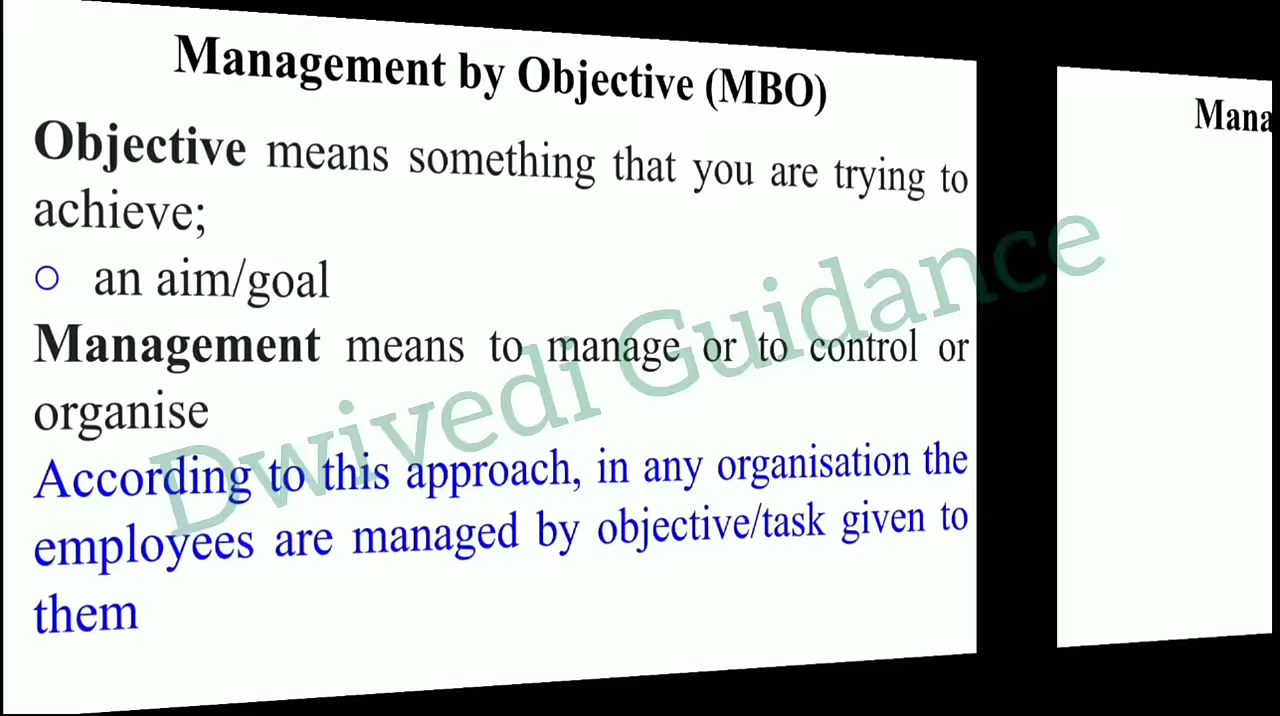 Management by Objective (MBO)
Objective means something that you are trying to
achieve;
○ an aim/goal
Management means to manage or to control or
organise
According to this approach, in any organisation the
employees are managed by objective/task given to
them
Dwivedi Guidance
Mana